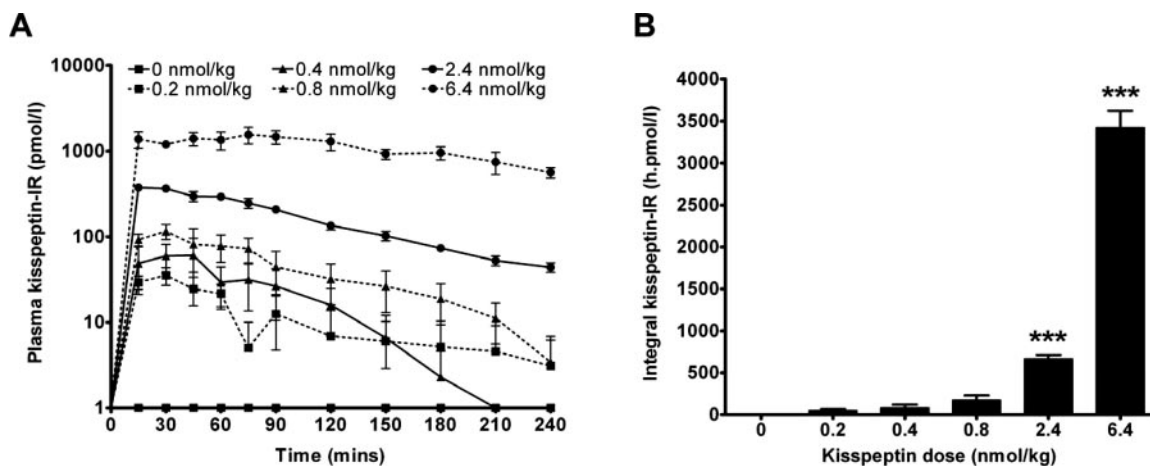 A
0 nmol/kg 0.4 nmol/kg 2.4 nmol/kg
0.2 nmol/kg 0.8 nmol/kg 6.4 nmol/kg
Plasma kisspeptin-IR (pmol/l)
10000
1000
100
10
1
0 30 60 90 120 150 180 210 240
Time (mins)
B
Integral kisspeptin-IR (h.pmol/l)
4000
3500
3000
2500
2000
1500
1000
500
0
***
***
0 0.2 0.4 0.8 2.4 6.4
Kisspeptin dose (nmol/kg)